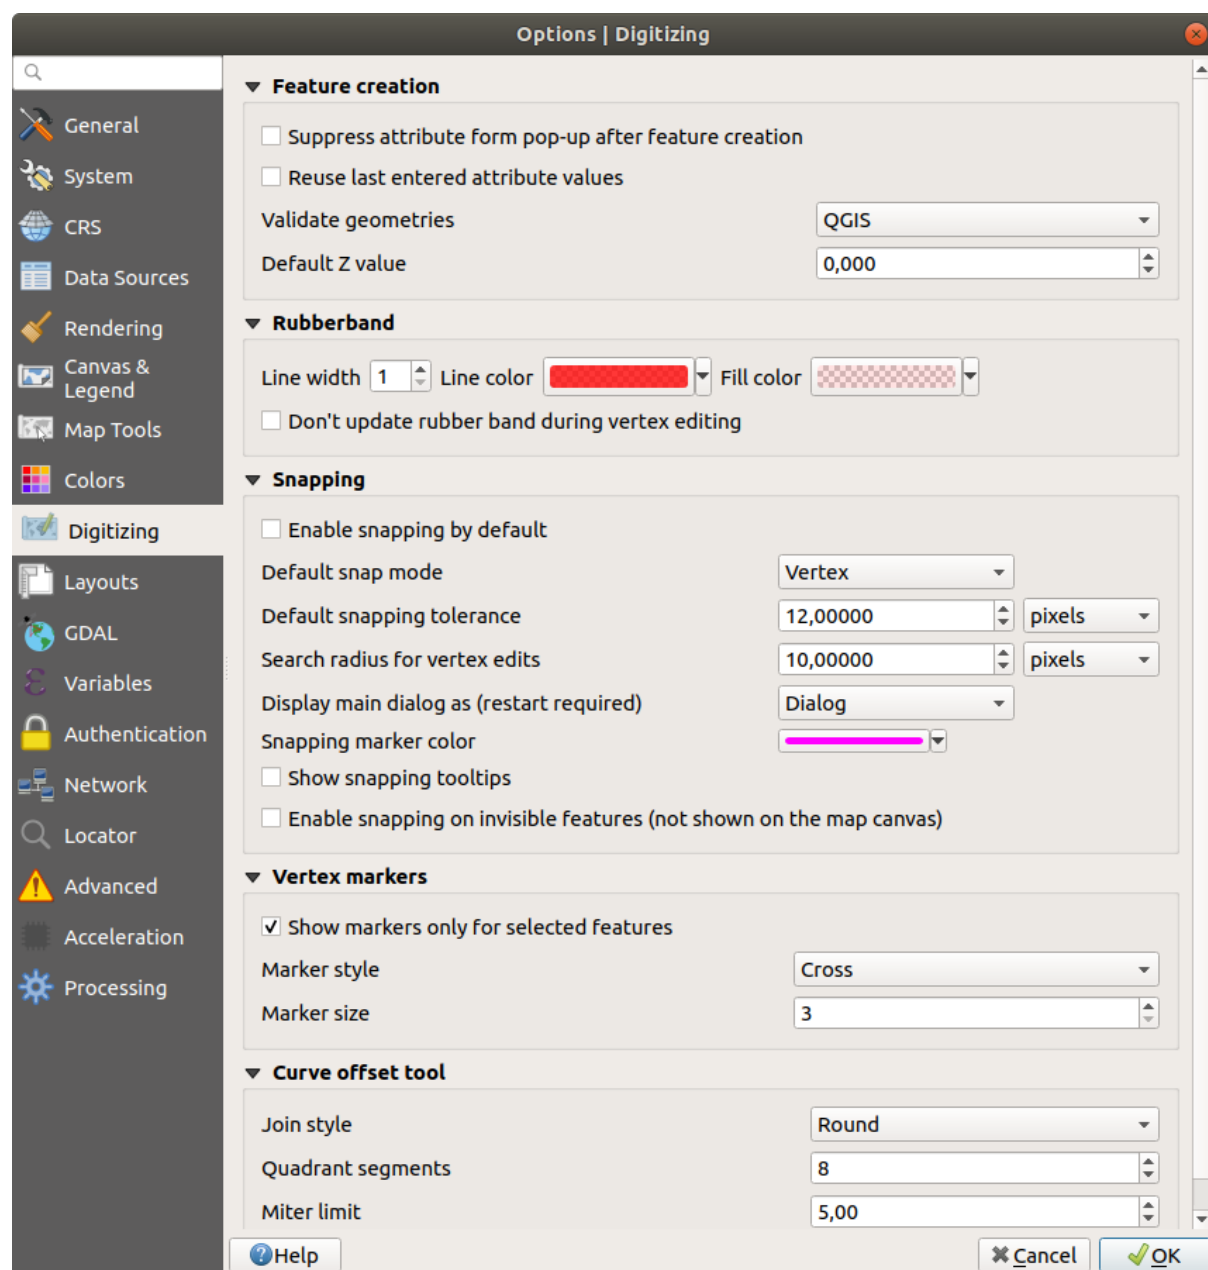 Options | Digitizing
General
System
CRS
Data Sources
Rendering
Canvas &
Legend
Map Tools
Colors
Digitizing
Layouts
GDAL
Variables
Authentication
Network
Locator
Advanced
Acceleration
Processing
Feature creation
Suppress attribute form pop-up after feature creation
Reuse last entered attribute values
Validate geometries QGIS
Default Z value 0,000
Rubberband
Line width 1 Line color Fill color
Don't update rubber band during vertex editing
Snapping
Enable snapping by default
Default snap mode Vertex
Default snapping tolerance 12,00000 pixels
Search radius for vertex edits 10,00000 pixels
Display main dialog as (restart required) Dialog
Snapping marker color
Show snapping tooltips
Enable snapping on invisible features (not shown on the map canvas)
Vertex markers
Show markers only for selected features
Marker style Cross
Marker size 3
Curve offset tool
Join style Round
Quadrant segments 8
Miter limit 5,00
Help Cancel OK